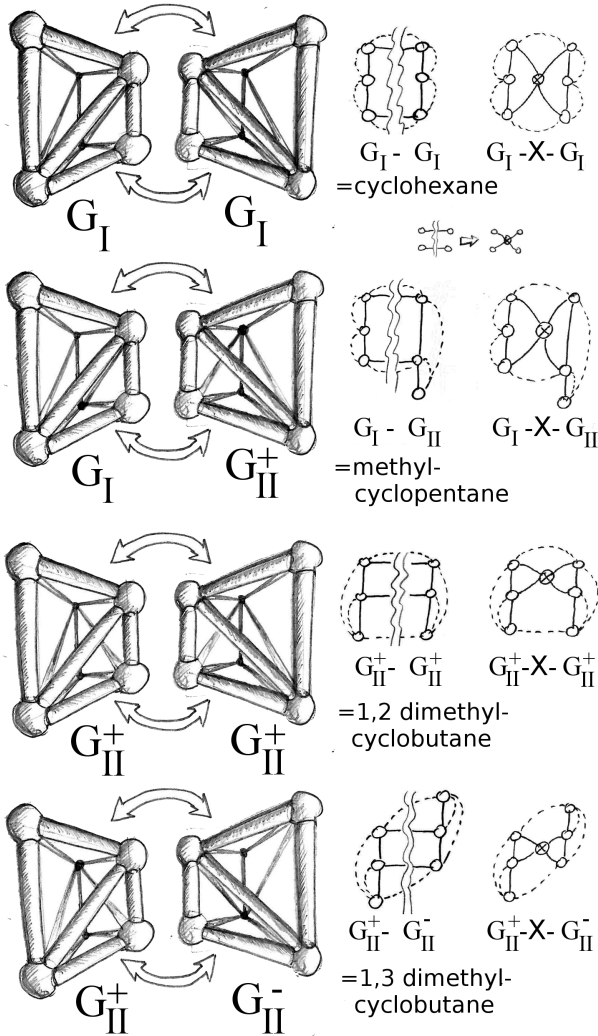 G_I G_I
G_I - G_I G_I -X- G_I
=cyclohexane
G_I G_II^+
G_I - G_II G_I -X- G_II
=methyl-
cyclopentane
G_II^+ G_II^+
G_II^+ - G_II^+ G_II^+ -X- G_II^+
=1,2 dimethyl-
cyclobutane
G_II^+ G_II^-
G_II^+ - G_II^- G_II^+ -X- G_II^-
=1,3 dimethyl-
cyclobutane